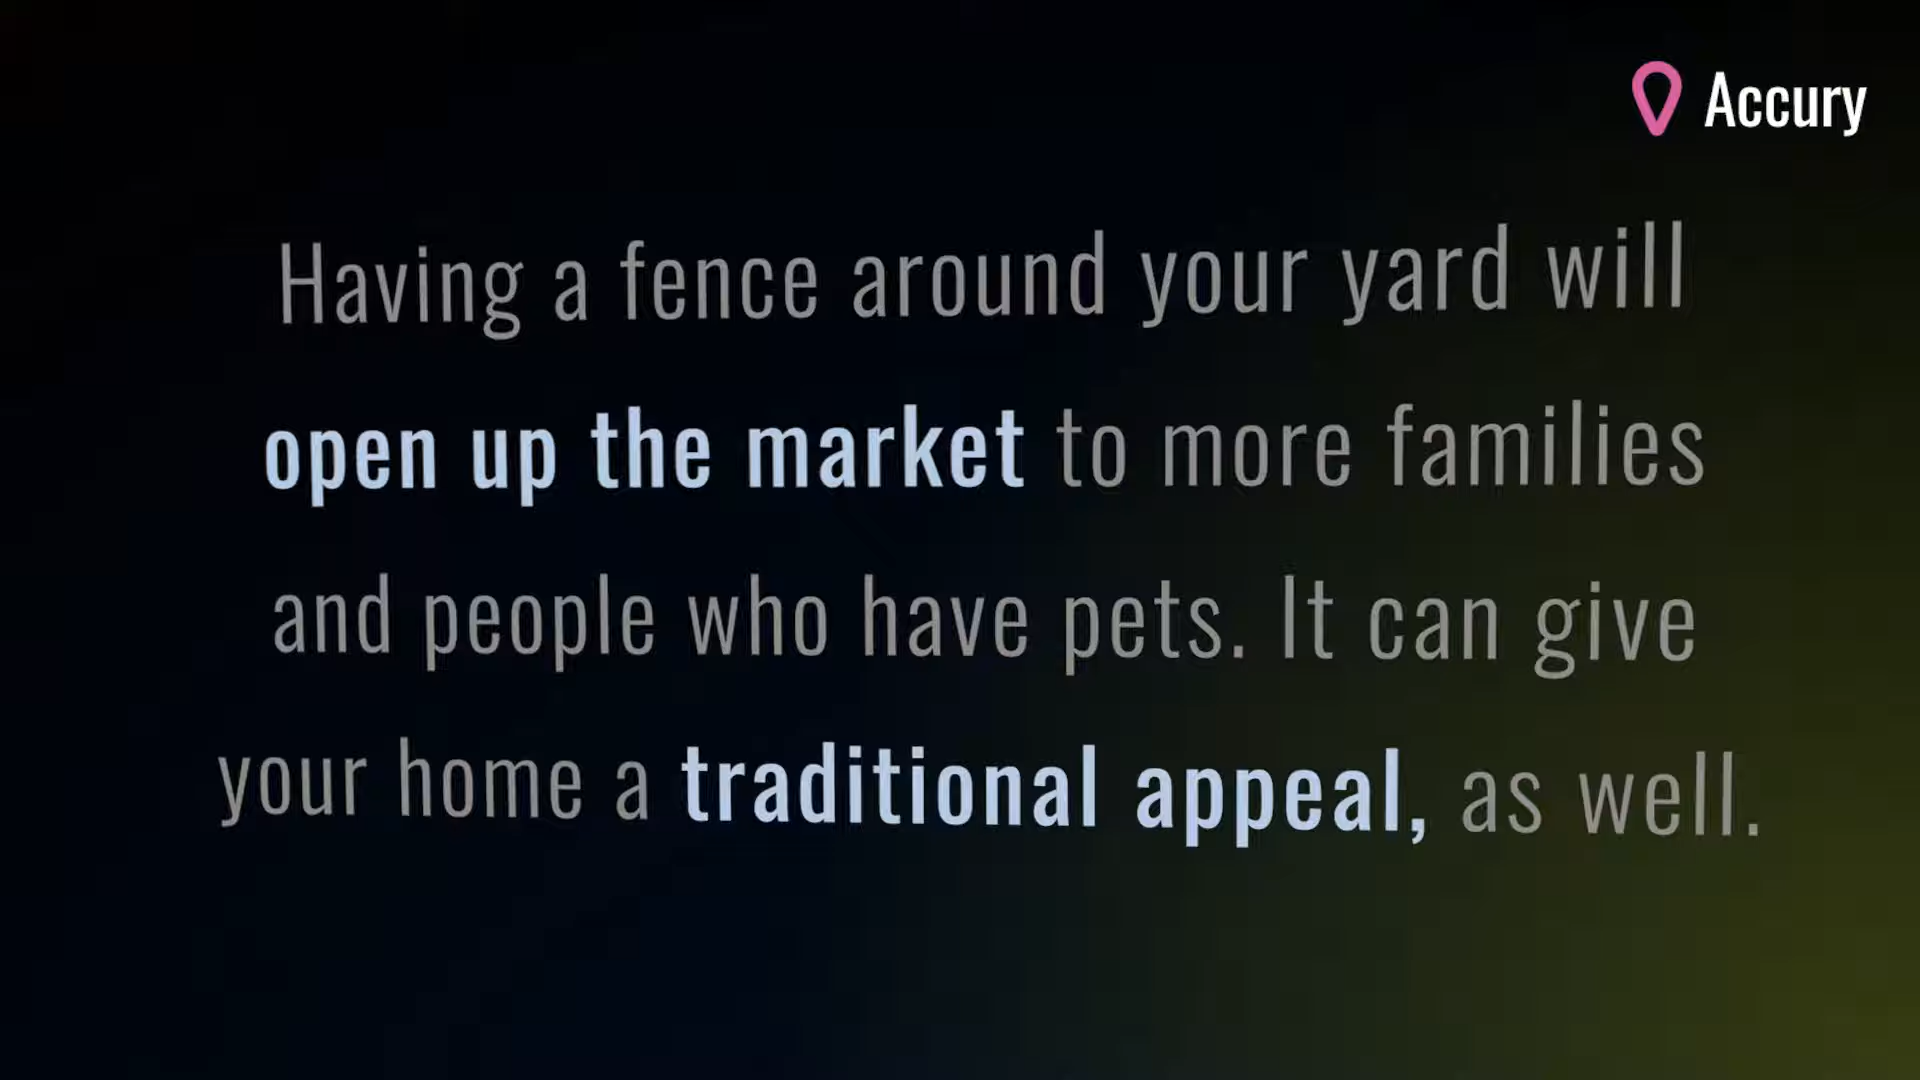 Accury
Having a fence around your yard will
open up the market to more families
and people who have pets. It can give
your home a traditional appeal, as well.